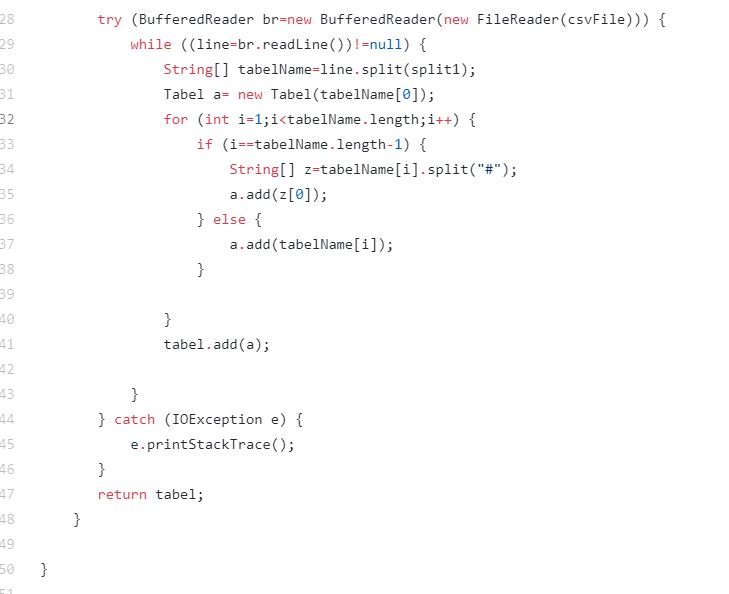 28 try (BufferedReader br=new BufferedReader(new FileReader(csvFile))) {
29 while ((line=br.readLine())!=null) {
30 String[] tabelName=line.split(split1);
31 Tabel a= new Tabel(tabelName[0]);
32 for (int i=1;i<tabelName.length;i++) {
33 if (i==tabelName.length-1) {
34 String[] z=tabelName[i].split("#");
35 a.add(z[0]);
36 } else {
37 a.add(tabelName[i]);
38 }
39
40 }
41 tabel.add(a);
42
43 }
44 } catch (IOException e) {
45 e.printStackTrace();
46 }
47 return tabel;
48 }
49
50 }
51